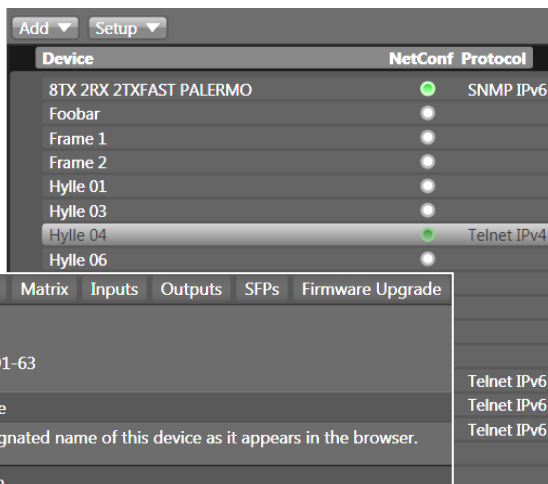 Add Setup
Device NetConf Protocol
8TX 2RX 2TXFAST PALERMO SNMP IPv6
Foobar
Frame 1
Frame 2
Hylle 01
Hylle 03
Hylle 04 Telnet IPv4
Hylle 06
Matrix Inputs Outputs SFPs Firmware Upgrade
01-63
Telnet IPv6
e Telnet IPv6
gnated name of this device as it appears in the browser. Telnet IPv6